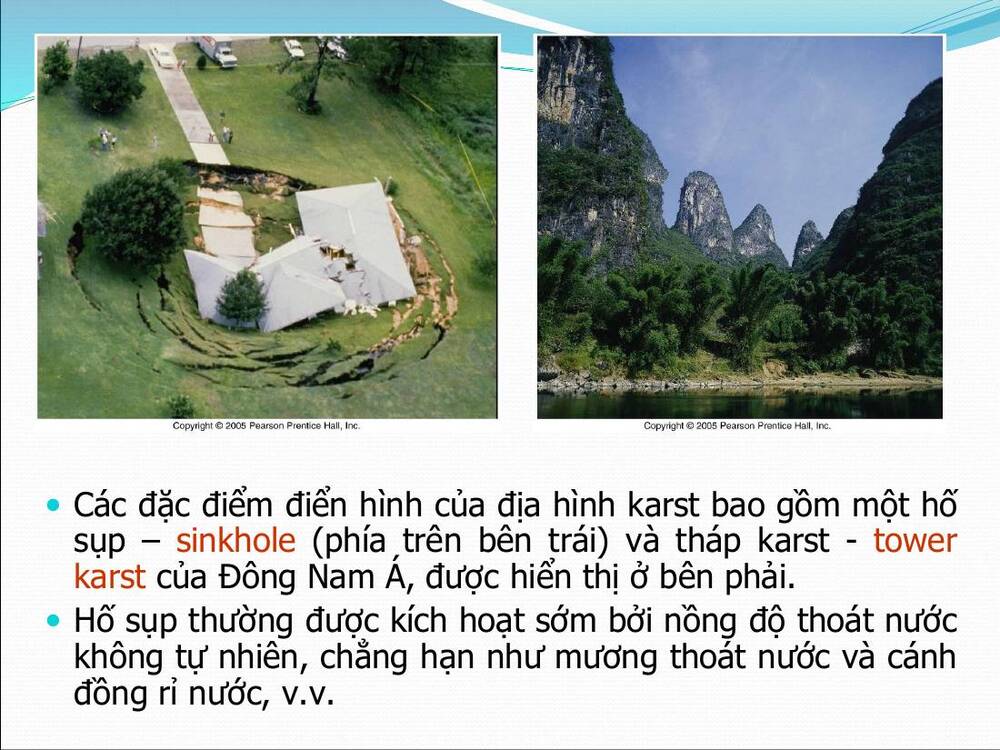 Copyright © 2005 Pearson Prentice Hall, Inc.
Copyright © 2005 Pearson Prentice Hall, Inc.
• Các đặc điểm điển hình của địa hình karst bao gồm một hố
sụp – sinkhole (phía trên bên trái) và tháp karst - tower
karst của Đông Nam Á, được hiển thị ở bên phải.
• Hố sụp thường được kích hoạt sớm bởi nồng độ thoát nước
không tự nhiên, chẳng hạn như mương thoát nước và cánh
đồng rỉ nước, v.v.